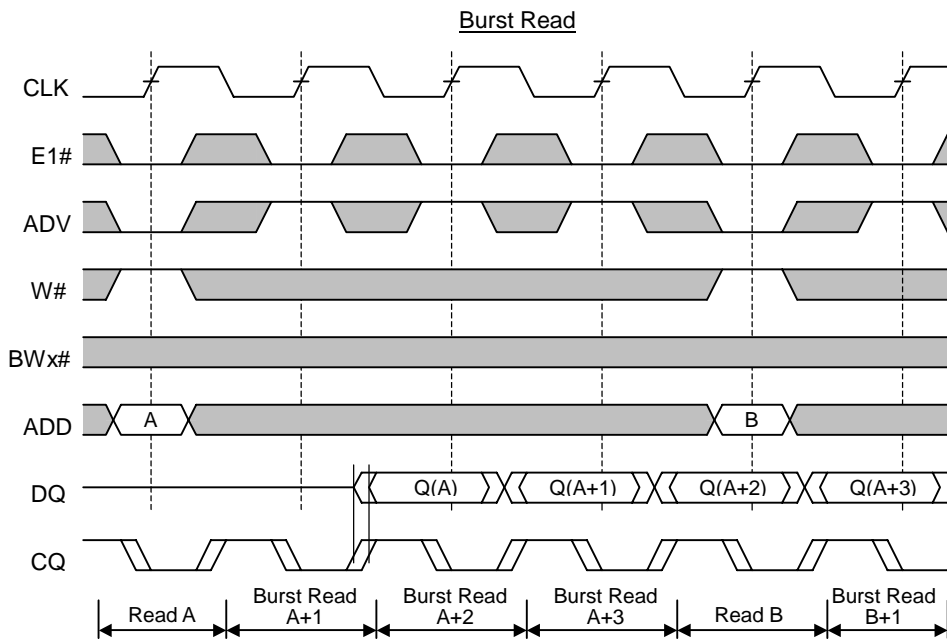 Burst Read
CLK
E1#
ADV
W#
BWx#
ADD
A
B
DQ
Q(A)
Q(A+1)
Q(A+2)
Q(A+3)
CQ
Read A
Burst Read
A+1
Burst Read
A+2
Burst Read
A+3
Read B
Burst Read
B+1